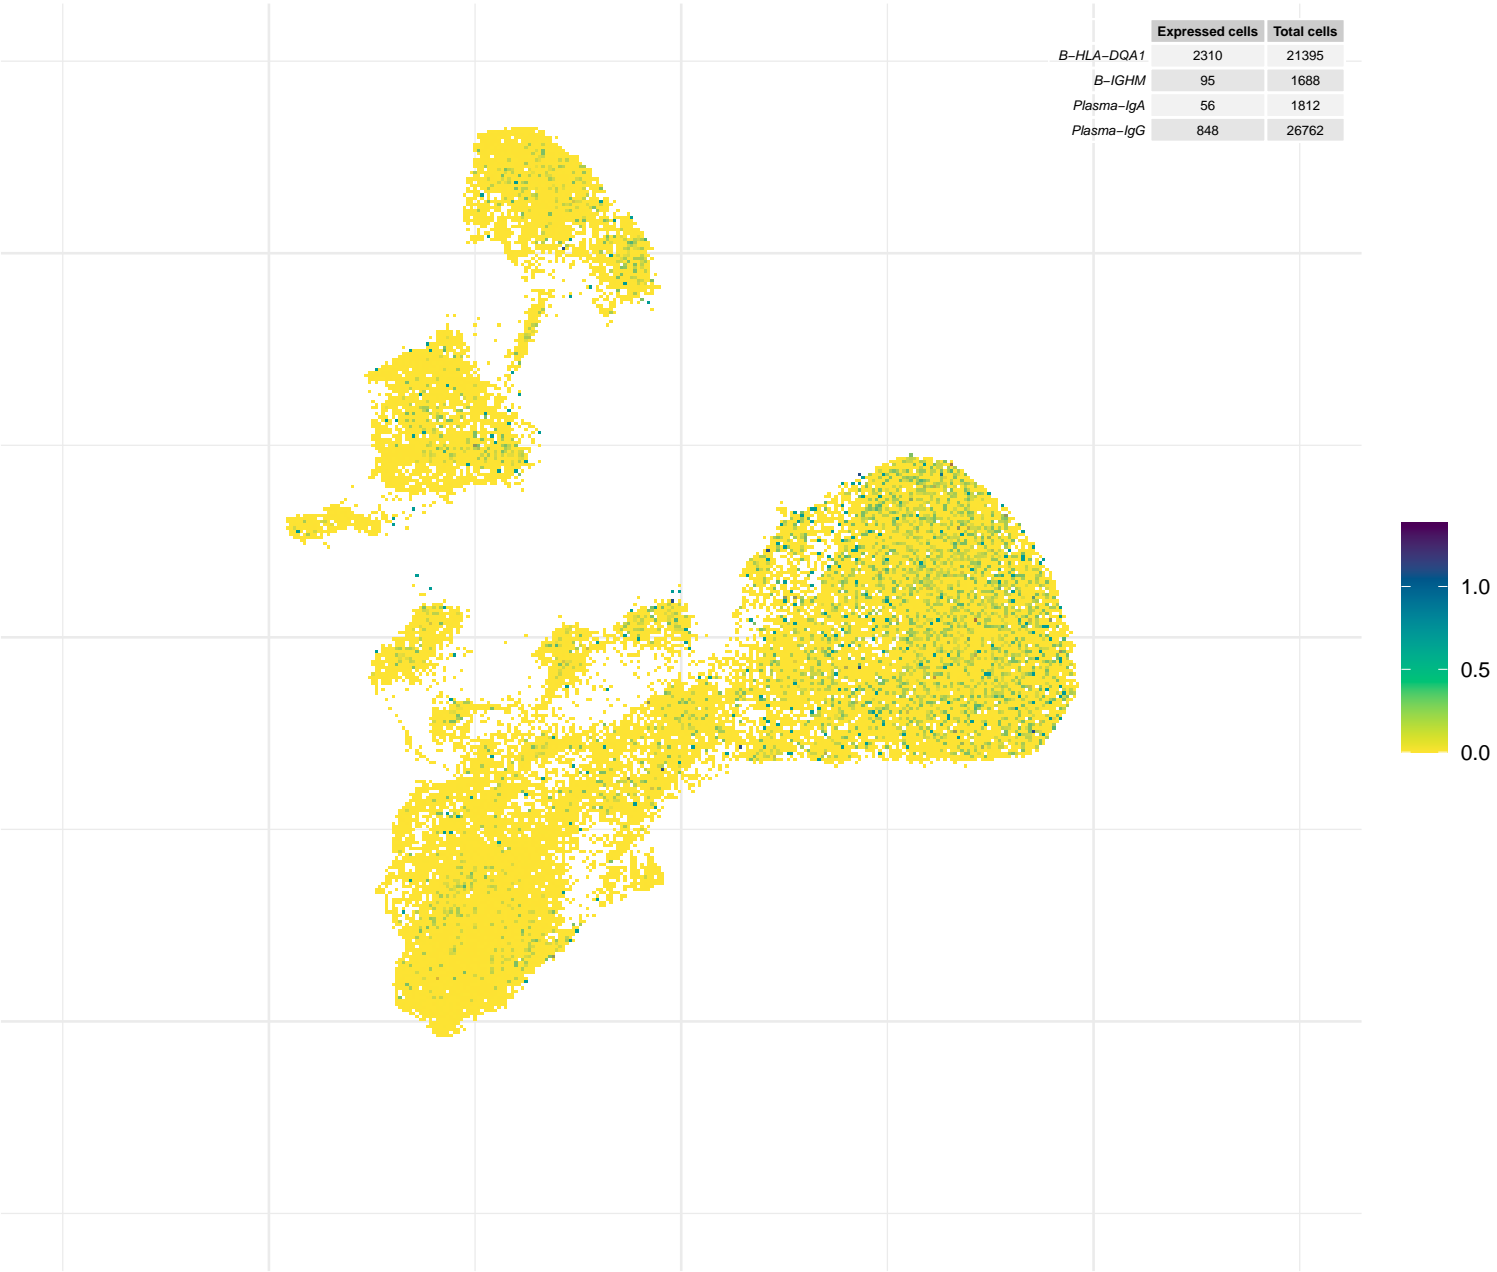 Expressed cells Total cells
B−HLA−DQA1 2310 21395
B−IGHM 95 1688
Plasma−IgA 56 1812
Plasma−IgG 848 26762
1.0
0.5
0.0